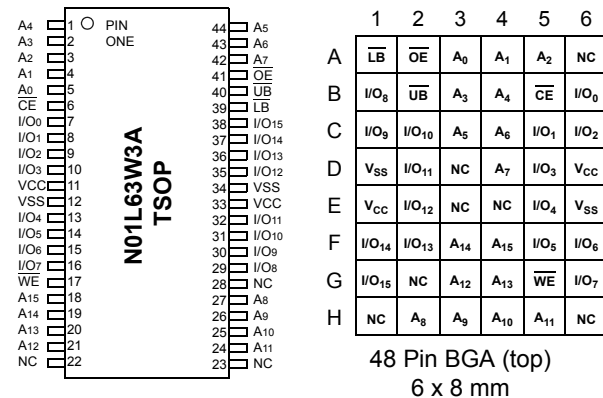 A4 1 PIN 44 A5
A3 2 ONE 43 A6
A2 3 42 A7
A1 4 41 OE
A0 5 40 UB
CE 6 39 LB
I/O0 7 38 I/O15
I/O1 8 37 I/O14
I/O2 9 36 I/O13
I/O3 10 35 I/O12
VCC 11 34 VSS
VSS 12 33 VCC
I/O4 13 32 I/O11
I/O5 14 31 I/O10
I/O6 15 30 I/O9
I/O7 16 29 I/O8
WE 17 28 NC
A15 18 27 A8
A14 19 26 A9
A13 20 25 A10
A12 21 24 A11
NC 22 23 NC
N01L63W3A
TSOP
1 2 3 4 5 6
A LB OE A0 A1 A2 NC
B I/O8 UB A3 A4 CE I/O0
C I/O9 I/O10 A5 A6 I/O1 I/O2
D VSS I/O11 NC A7 I/O3 VCC
E VCC I/O12 NC NC I/O4 VSS
F I/O14 I/O13 A14 A15 I/O5 I/O6
G I/O15 NC A12 A13 WE I/O7
H NC A8 A9 A10 A11 NC
48 Pin BGA (top)
6 x 8 mm